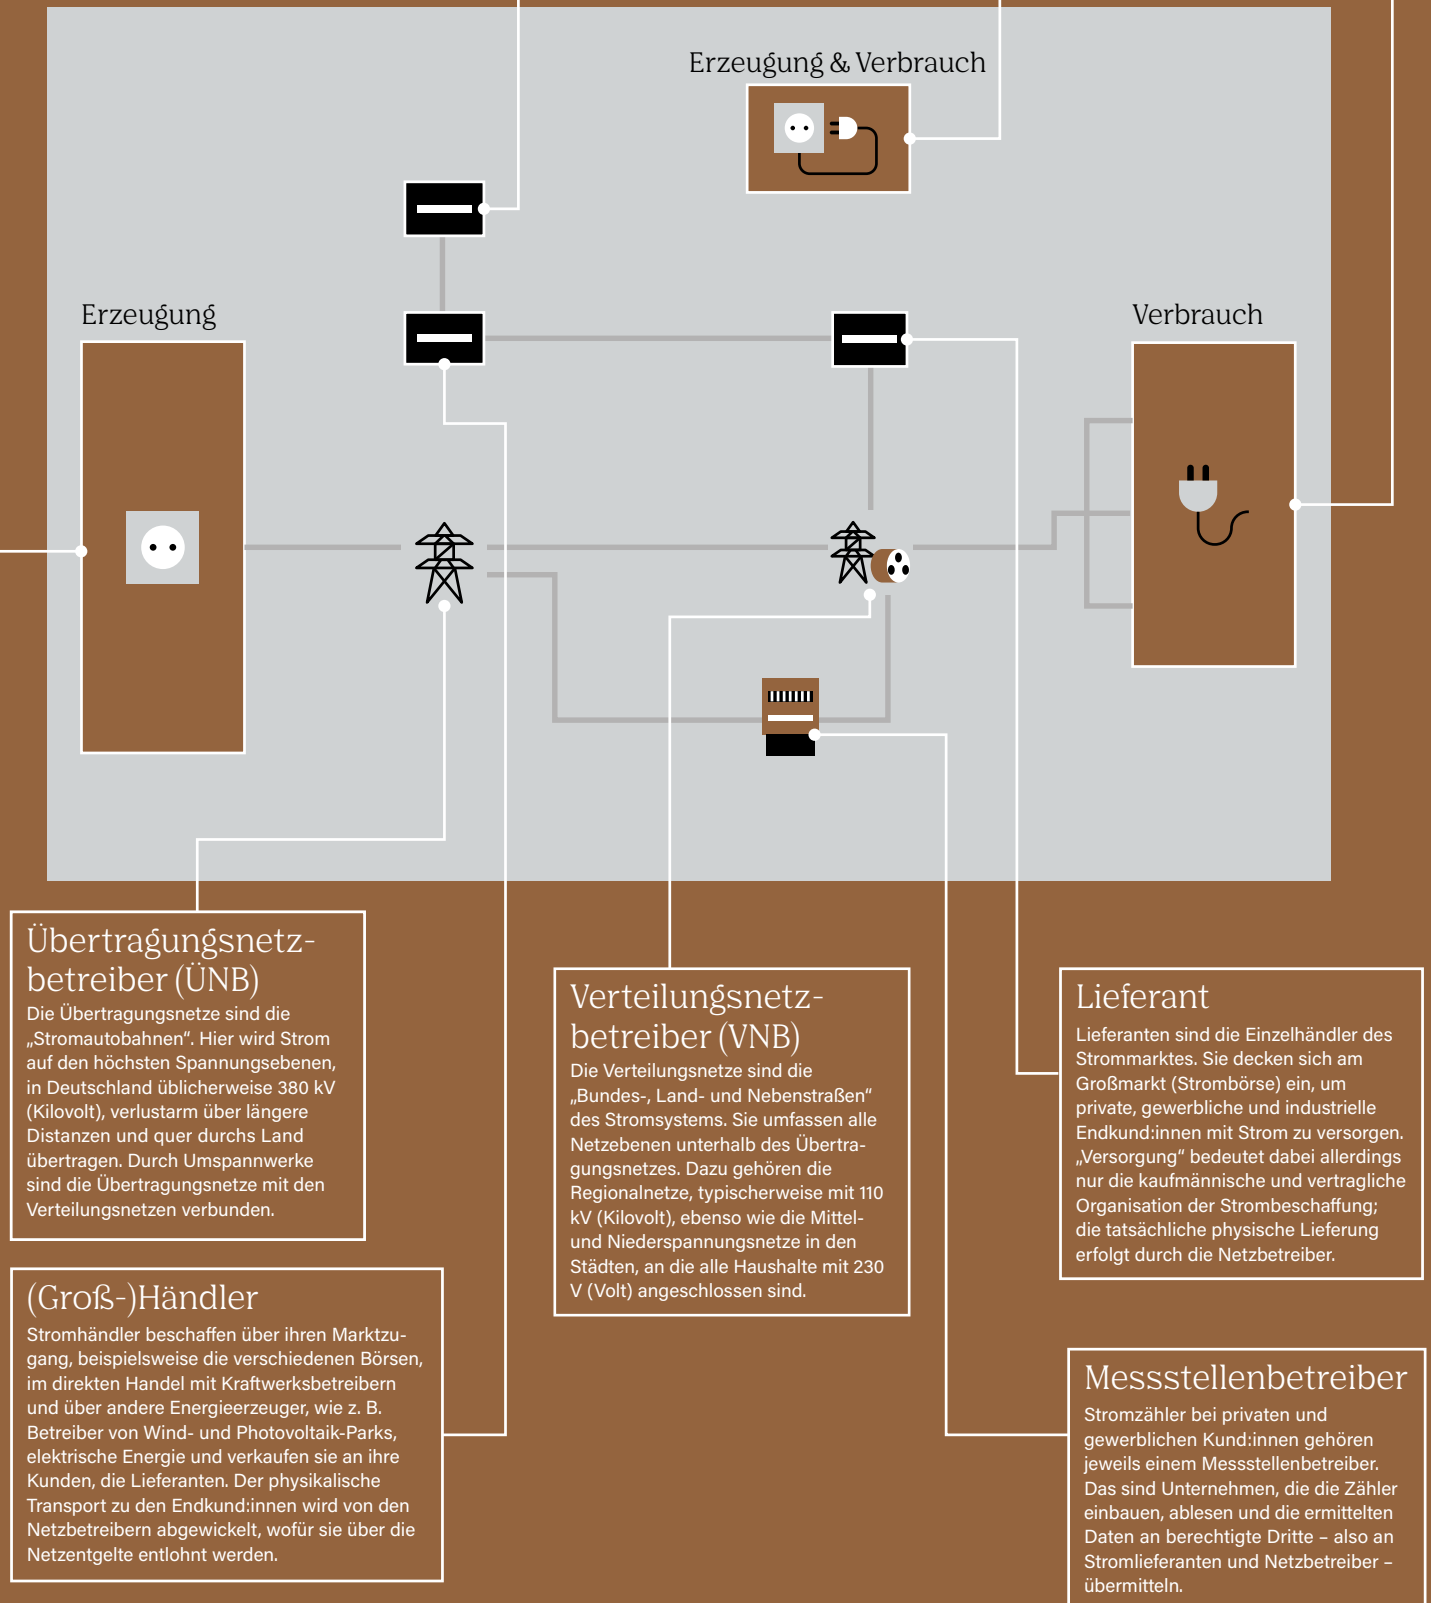 Erzeugung & Verbrauch
Erzeugung
Verbrauch
Übertragungsnetz-
betreiber (ÜNB)
Die Übertragungsnetze sind die
„Stromautobahnen“. Hier wird Strom
auf den höchsten Spannungsebenen,
in Deutschland üblicherweise 380 kV
(Kilovolt), verlustarm über längere
Distanzen und quer durchs Land
übertragen. Durch Umspannwerke
sind die Übertragungsnetze mit den
Verteilungsnetzen verbunden.
(Groß-)Händler
Stromhändler beschaffen über ihren Marktzu-
gang, beispielsweise die verschiedenen Börsen,
im direkten Handel mit Kraftwerksbetreibern
und über andere Energieerzeuger, wie z. B.
Betreiber von Wind- und Photovoltaik-Parks,
elektrische Energie und verkaufen sie an ihre
Kunden, die Lieferanten. Der physikalische
Transport zu den Endkund:innen wird von den
Netzbetreibern abgewickelt, wofür sie über die
Netzentgelte entlohnt werden.
Verteilungsnetz-
betreiber (VNB)
Die Verteilungsnetze sind die
„Bundes-, Land- und Nebenstraßen“
des Stromsystems. Sie umfassen alle
Netzebenen unterhalb des Übertra-
gungsnetzes. Dazu gehören die
Regionalnetze, typischerweise mit 110
kV (Kilovolt), ebenso wie die Mittel-
und Niederspannungsnetze in den
Städten, an die alle Haushalte mit 230
V (Volt) angeschlossen sind.
Lieferant
Lieferanten sind die Einzelhändler des
Strommarktes. Sie decken sich am
Großmarkt (Strombörse) ein, um
private, gewerbliche und industrielle
Endkund:innen mit Strom zu versorgen.
„Versorgung“ bedeutet dabei allerdings
nur die kaufmännische und vertragliche
Organisation der Strombeschaffung;
die tatsächliche physische Lieferung
erfolgt durch die Netzbetreiber.
Messstellenbetreiber
Stromzähler bei privaten und
gewerblichen Kund:innen gehören
jeweils einem Messstellenbetreiber.
Das sind Unternehmen, die die Zähler
einbauen, ablesen und die ermittelten
Daten an berechtigte Dritte – also an
Stromlieferanten und Netzbetreiber –
übermitteln.